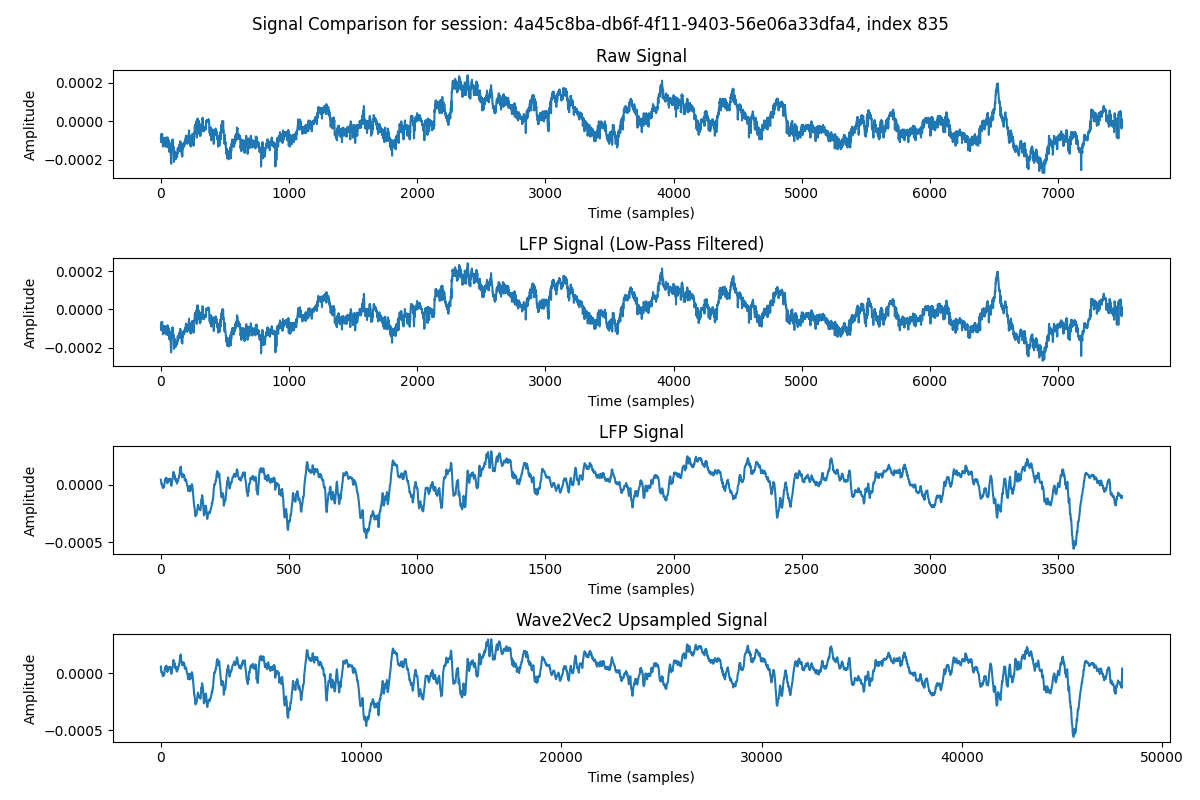 Signal Comparison for session: 4a45c8ba-db6f-4f11-9403-56e06a33dfa4, index 835
Raw Signal
Amplitude
0.0002
0.0000
−0.0002
0 1000 2000 3000 4000 5000 6000 7000
Time (samples)
LFP Signal (Low-Pass Filtered)
Amplitude
0.0002
0.0000
−0.0002
0 1000 2000 3000 4000 5000 6000 7000
Time (samples)
LFP Signal
Amplitude
0.0000
−0.0005
0 500 1000 1500 2000 2500 3000 3500
Time (samples)
Wave2Vec2 Upsampled Signal
Amplitude
0.0000
−0.0005
0 10000 20000 30000 40000 50000
Time (samples)